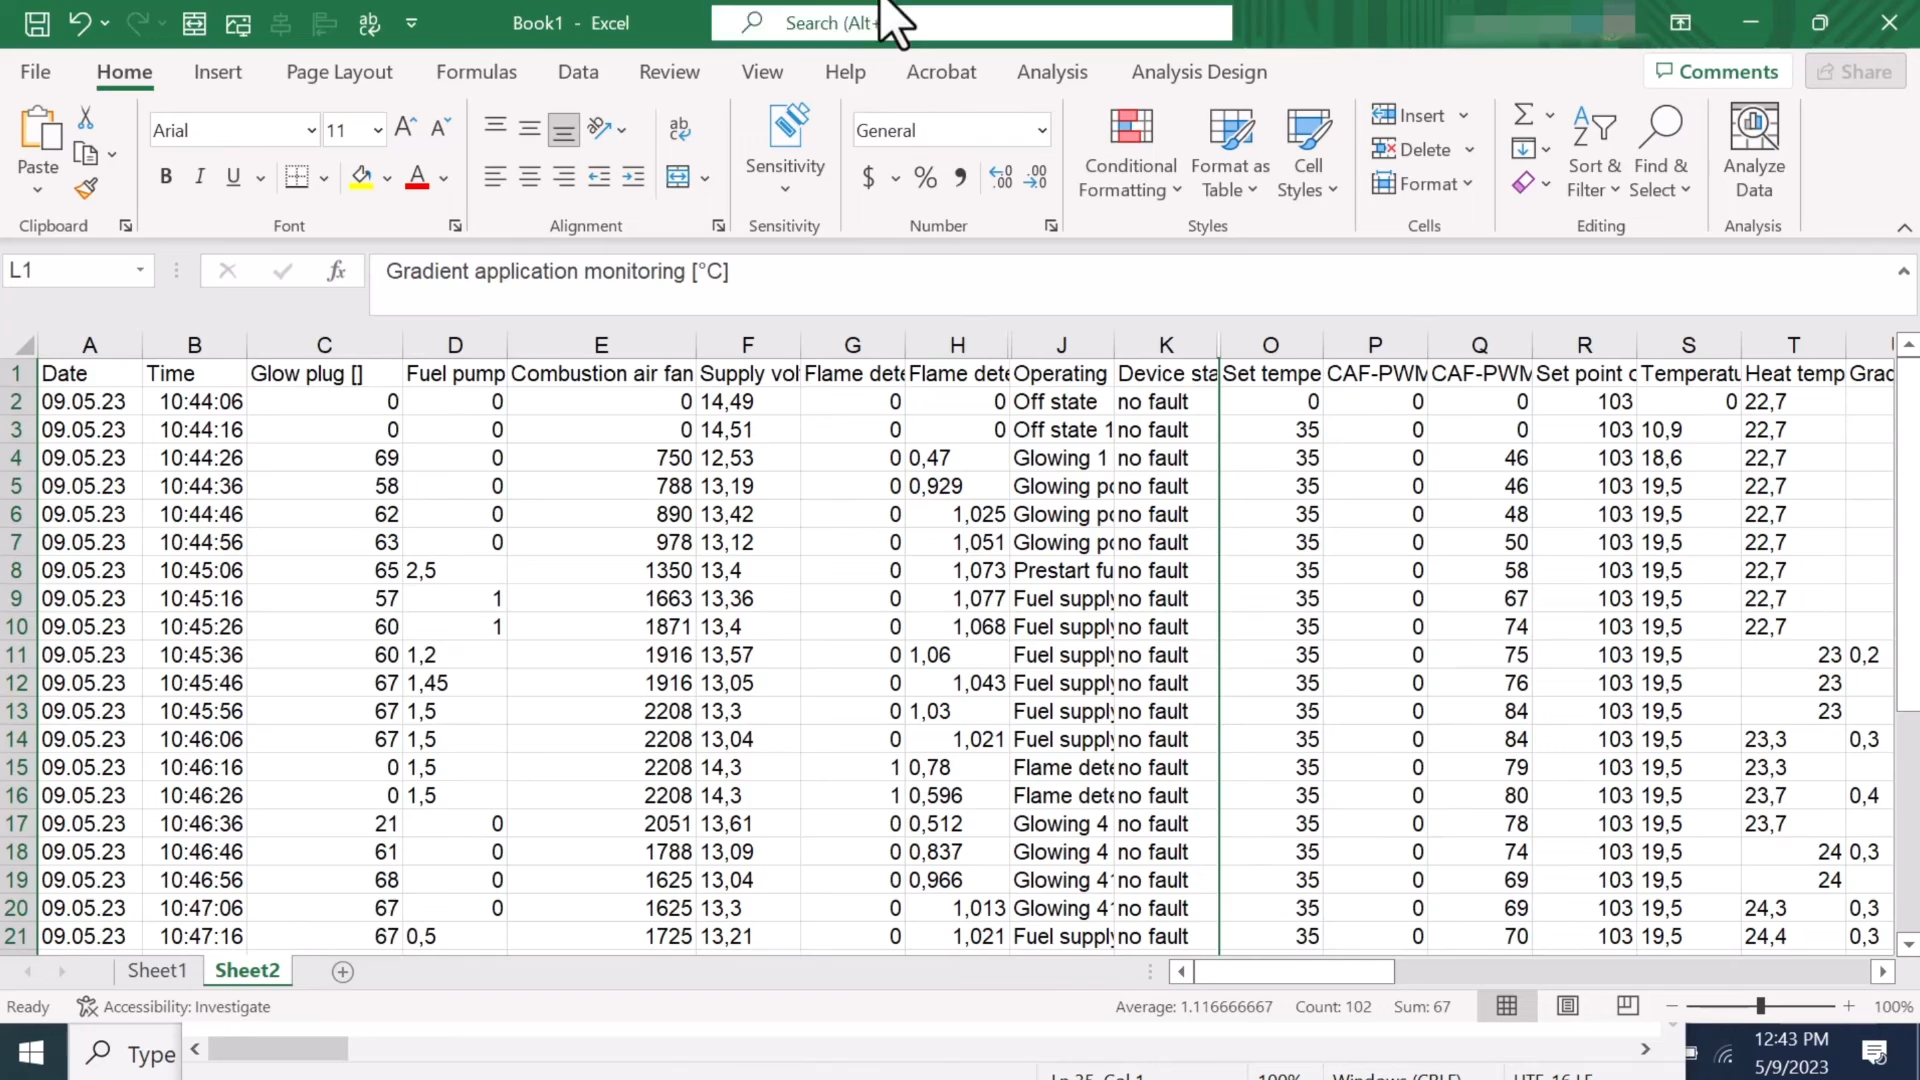 Book1 - Excel
Search (Alt+
File Home Insert Page Layout Formulas Data Review View Help Acrobat Analysis Analysis Design Comments Share
Paste Arial 11 General Sensitivity Conditional Formatting Format as Table Cell Styles Insert Delete Format Sort & Filter Find & Select Analyze Data
Clipboard Font Alignment Sensitivity Number Styles Cells Editing Analysis
L1 fx Gradient application monitoring [°C]
A B C D E F G H J K O P Q R S T
1 Date Time Glow plug [] Fuel pump Combustion air fan Supply vol Flame dete Flame dete Operating Device sta Set tempe CAF-PWM CAF-PWM Set point Temperatu Heat temp Grac
2 09.05.23 10:44:06 0 0 0 14,49 0 0 Off state no fault 0 0 0 103 0 22,7
3 09.05.23 10:44:16 0 0 0 14,51 0 0 Off state 1 no fault 35 0 0 103 10,9 22,7
4 09.05.23 10:44:26 69 0 750 12,53 0 0,47 Glowing 1 no fault 35 0 46 103 18,6 22,7
5 09.05.23 10:44:36 58 0 788 13,19 0 0,929 Glowing po no fault 35 0 46 103 19,5 22,7
6 09.05.23 10:44:46 62 0 890 13,42 0 1,025 Glowing po no fault 35 0 48 103 19,5 22,7
7 09.05.23 10:44:56 63 0 978 13,12 0 1,051 Glowing po no fault 35 0 50 103 19,5 22,7
8 09.05.23 10:45:06 65 2,5 1350 13,4 0 1,073 Prestart fu no fault 35 0 58 103 19,5 22,7
9 09.05.23 10:45:16 57 1 1663 13,36 0 1,077 Fuel supply no fault 35 0 67 103 19,5 22,7
10 09.05.23 10:45:26 60 1 1871 13,4 0 1,068 Fuel supply no fault 35 0 74 103 19,5 22,7
11 09.05.23 10:45:36 60 1,2 1916 13,57 0 1,06 Fuel supply no fault 35 0 75 103 19,5 23 0,2
12 09.05.23 10:45:46 67 1,45 1916 13,05 0 1,043 Fuel supply no fault 35 0 76 103 19,5 23
13 09.05.23 10:45:56 67 1,5 2208 13,3 0 1,03 Fuel supply no fault 35 0 84 103 19,5 23
14 09.05.23 10:46:06 67 1,5 2208 13,04 0 1,021 Fuel supply no fault 35 0 84 103 19,5 23,3 0,3
15 09.05.23 10:46:16 0 1,5 2208 14,3 1 0,78 Flame dete no fault 35 0 79 103 19,5 23,3
16 09.05.23 10:46:26 0 1,5 2208 14,3 1 0,596 Flame dete no fault 35 0 80 103 19,5 23,7 0,4
17 09.05.23 10:46:36 21 0 2051 13,61 0 0,512 Glowing 4 no fault 35 0 78 103 19,5 23,7
18 09.05.23 10:46:46 61 0 1788 13,09 0 0,837 Glowing 4 no fault 35 0 74 103 19,5 24 0,3
19 09.05.23 10:46:56 68 0 1625 13,04 0 0,966 Glowing 4 no fault 35 0 69 103 19,5 24
20 09.05.23 10:47:06 67 0 1625 13,3 0 1,013 Glowing 4 no fault 35 0 69 103 19,5 24,3 0,3
21 09.05.23 10:47:16 67 0,5 1725 13,21 0 1,021 Fuel supply no fault 35 0 70 103 19,5 24,4 0,3
Sheet1 Sheet2
Ready Accessibility: Investigate Average: 1.116666667 Count: 102 Sum: 67 100%
Type 12:43 PM
5/9/2023